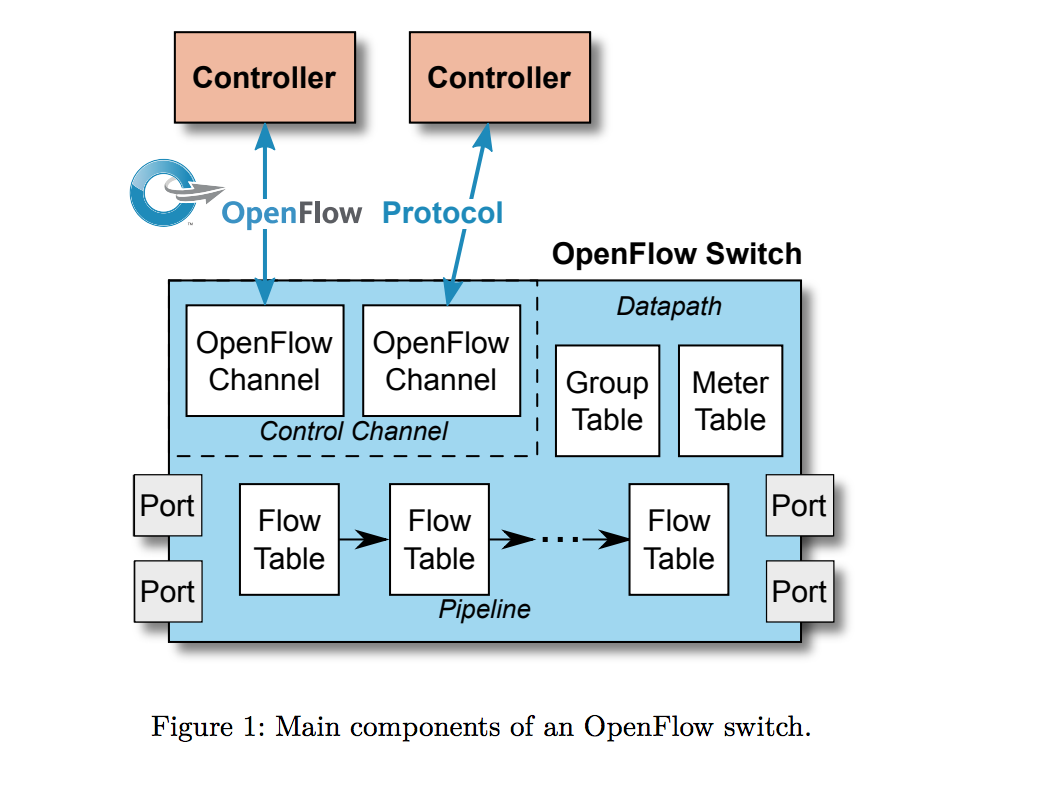 Controller
Controller
OpenFlow Protocol
™
OpenFlow Switch
Datapath
OpenFlow
Channel
OpenFlow
Channel
Control Channel
Group
Table
Meter
Table
Port
Port
Flow
Table
Flow
Table
...
Flow
Table
Pipeline
Port
Port
Figure 1: Main components of an OpenFlow switch.